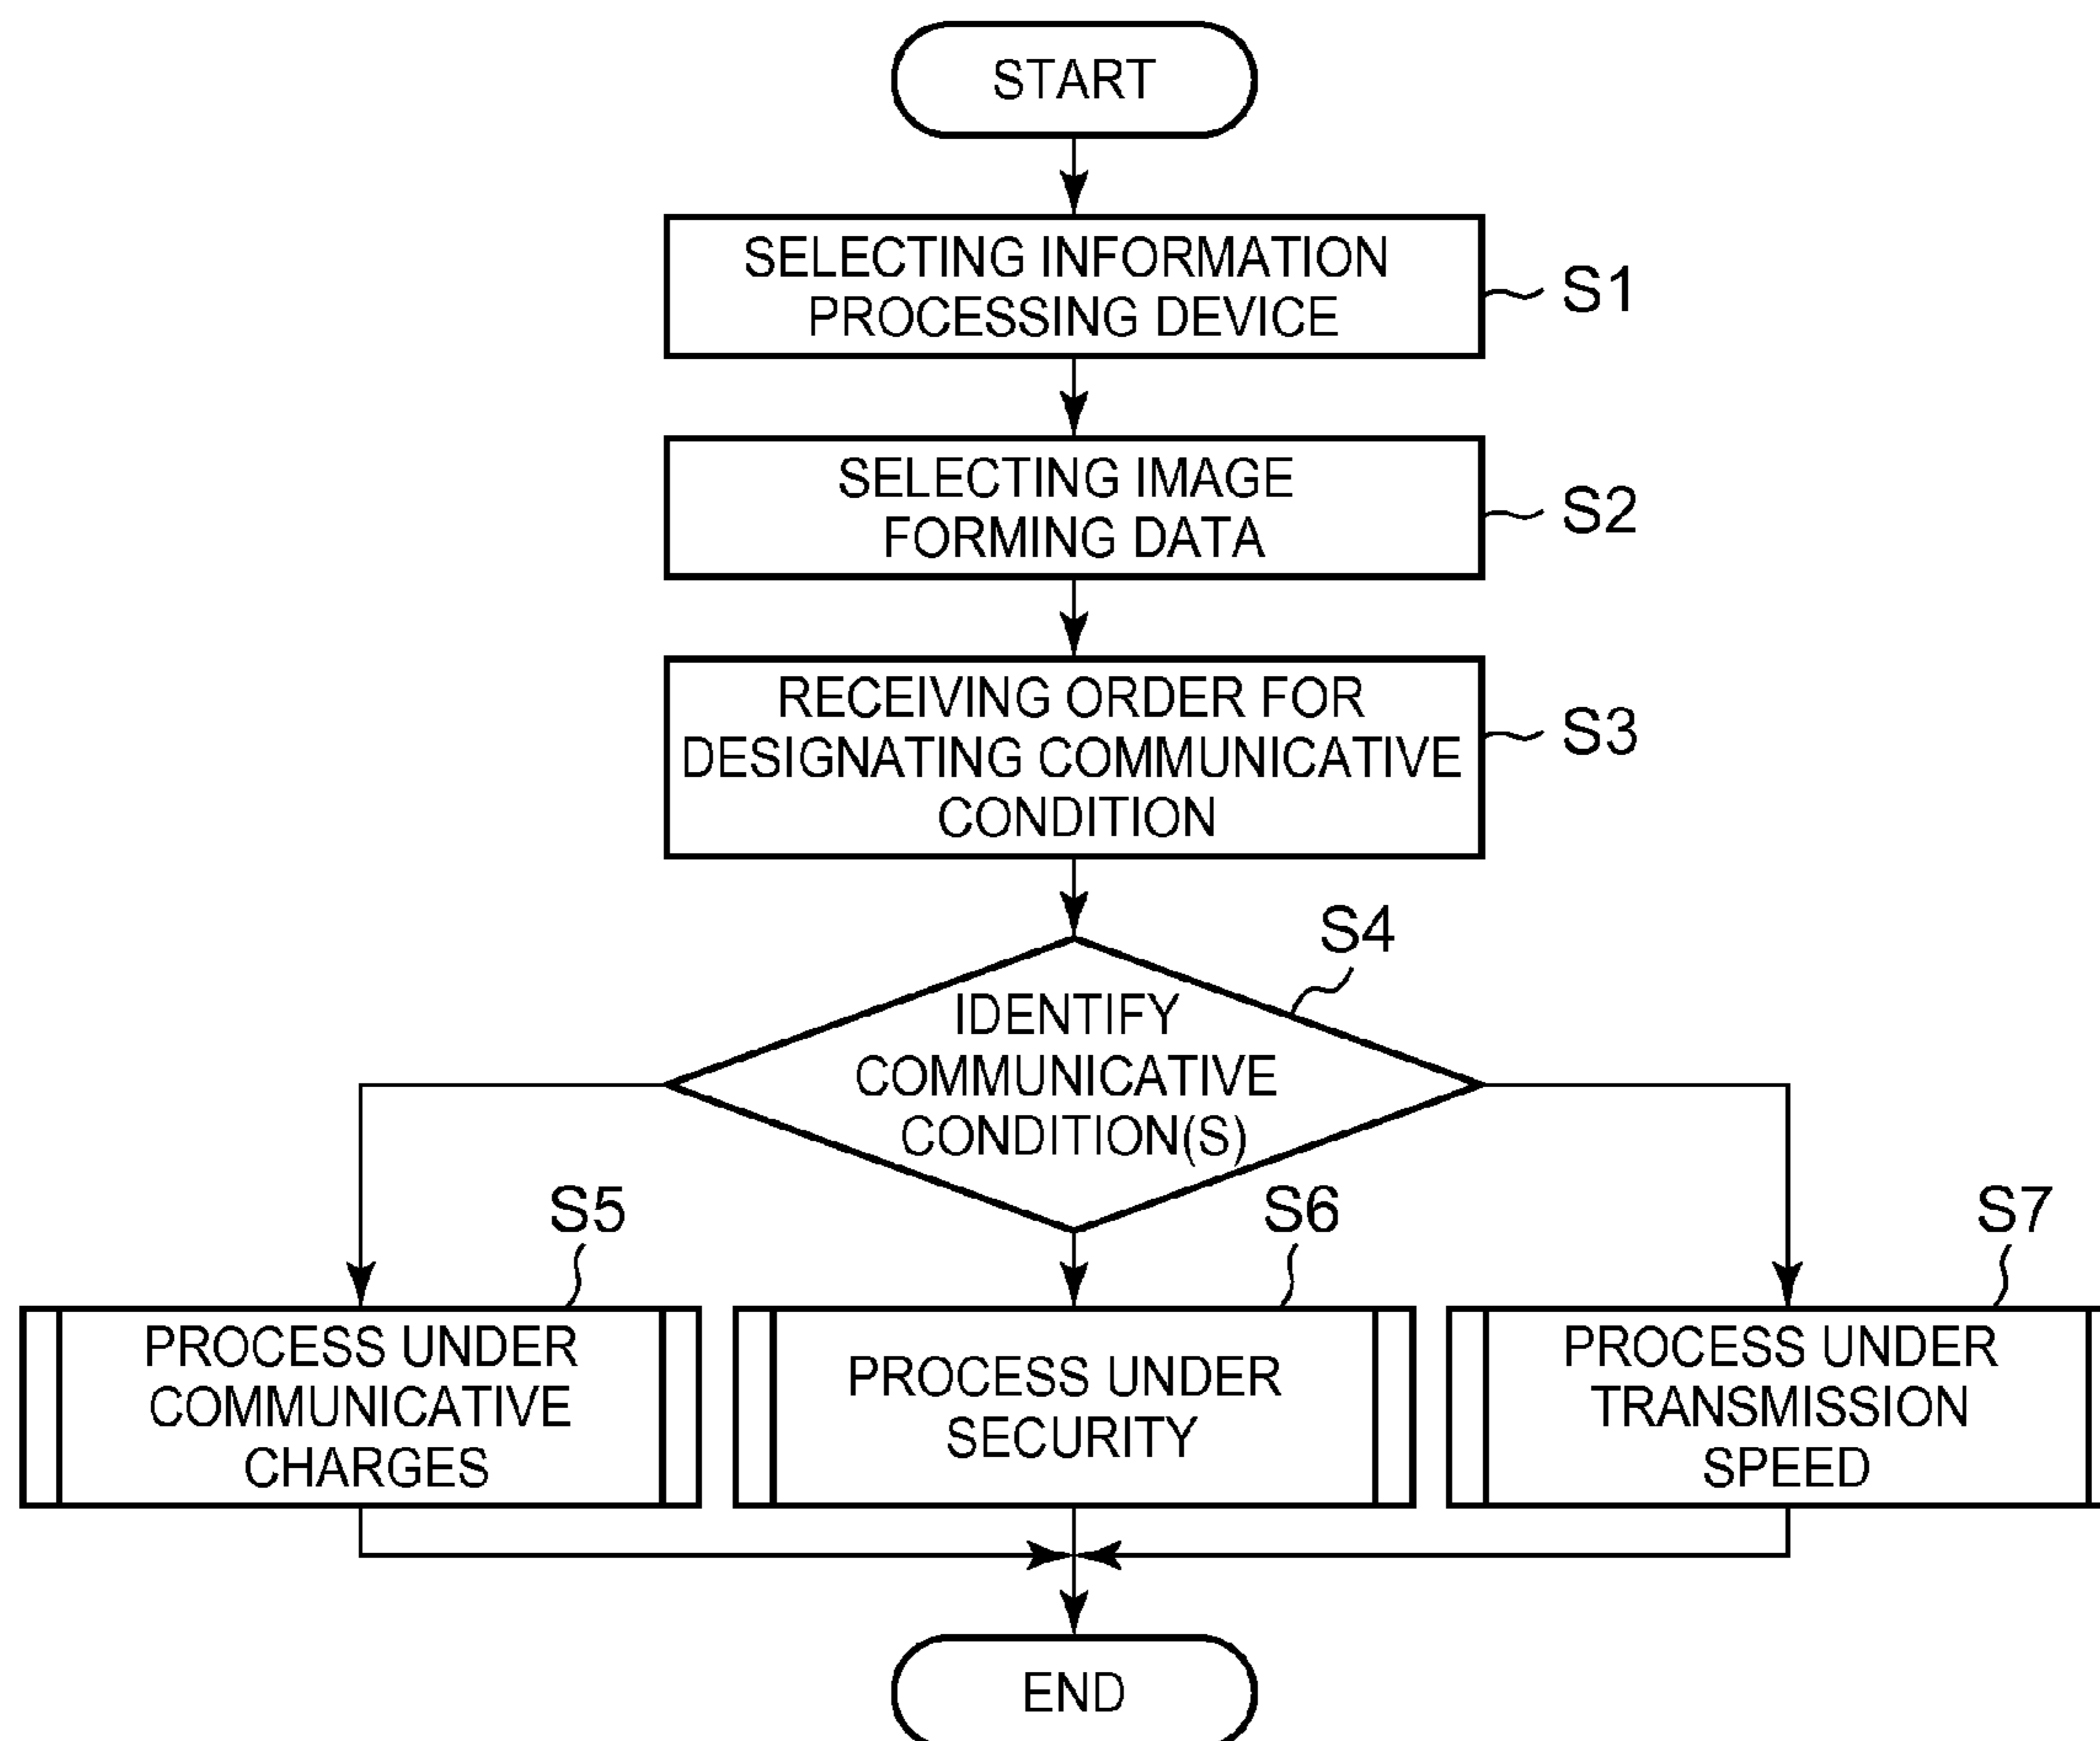 START
SELECTING INFORMATION
PROCESSING DEVICE
S1
SELECTING IMAGE
FORMING DATA
S2
RECEIVING ORDER FOR
DESIGNATING COMMUNICATIVE
CONDITION
S3
S4
IDENTIFY
COMMUNICATIVE
CONDITION(S)
S5
PROCESS UNDER
COMMUNICATIVE
CHARGES
S6
PROCESS UNDER
SECURITY
S7
PROCESS UNDER
TRANSMISSION
SPEED
END